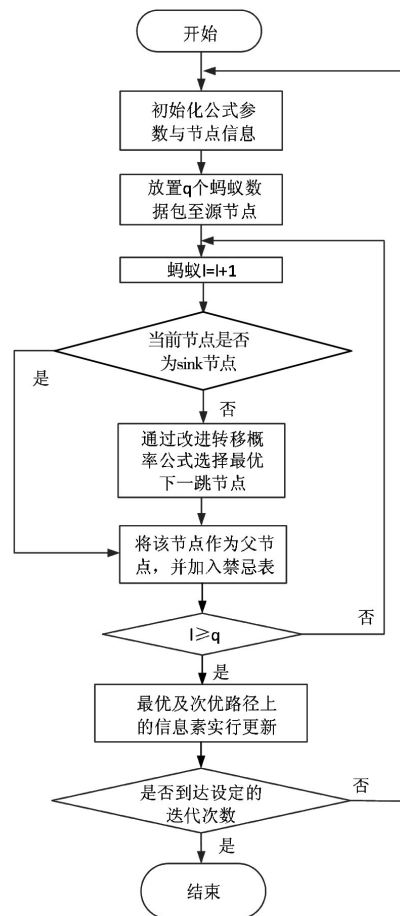 开始
初始化公式参
数与节点信息
放置q个蚂蚁数
据包至源节点
蚂蚁l=l+1
当前节点是否
为sink节点
是
否
通过改进转移概
率公式选择最优
下一跳节点
将该节点作为父节
点，并加入禁忌表
l≥q
否
是
最优及次优路径上
的信息素实行更新
是否到达设定的
迭代次数
否
是
结束